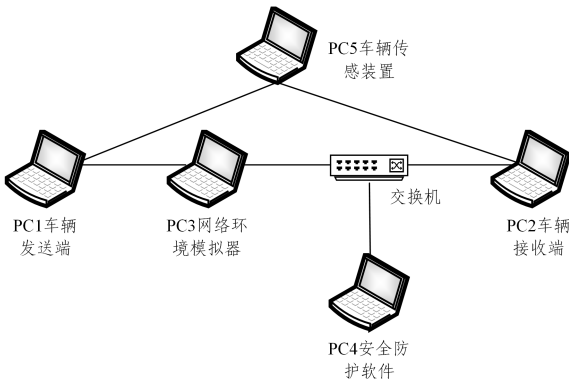 PC5车辆传
感装置
PC1车辆
发送端
PC3网络环
境模拟器
交换机
PC2车辆
接收端
PC4安全防
护软件